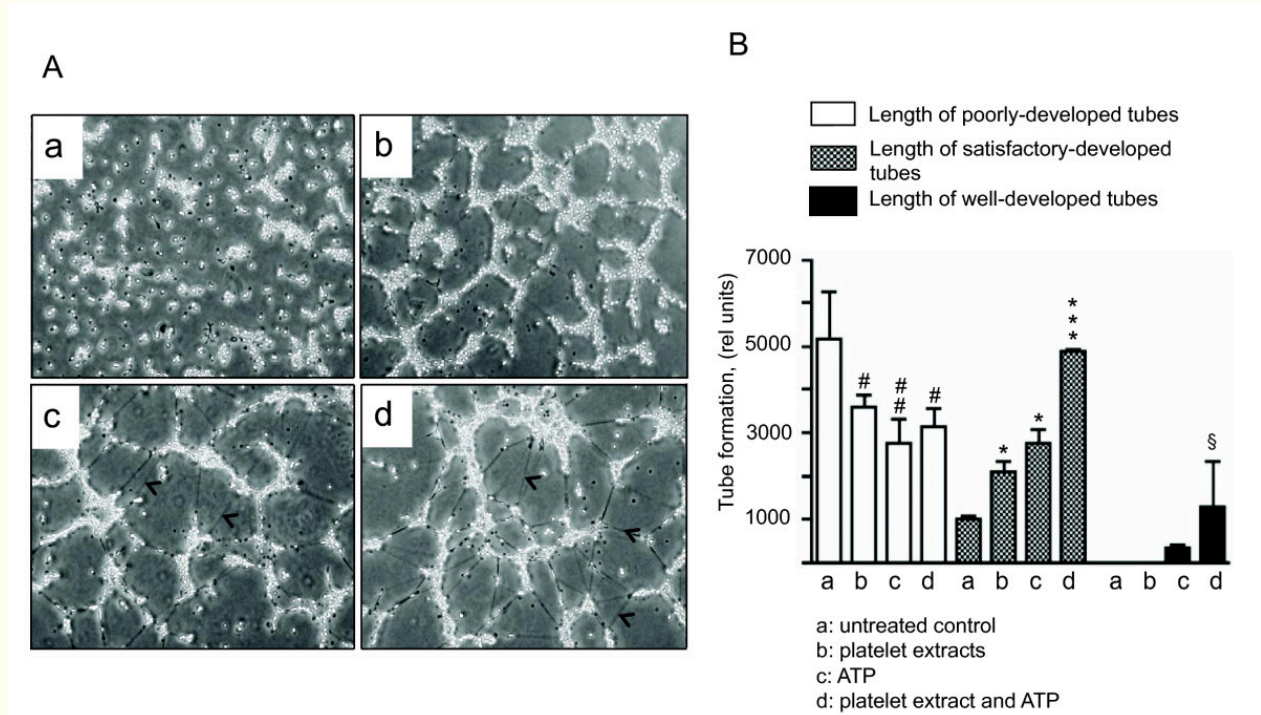 A
a
b
c
d
B
Length of poorly-developed tubes
Length of satisfactory-developed
tubes
Length of well-developed tubes
Tube formation, (rel units)
7000
5000
3000
1000
#
#
#
#
*
*
*
*
*
§
a b c d a b c d a b c d
a: untreated control
b: platelet extracts
c: ATP
d: platelet extract and ATP